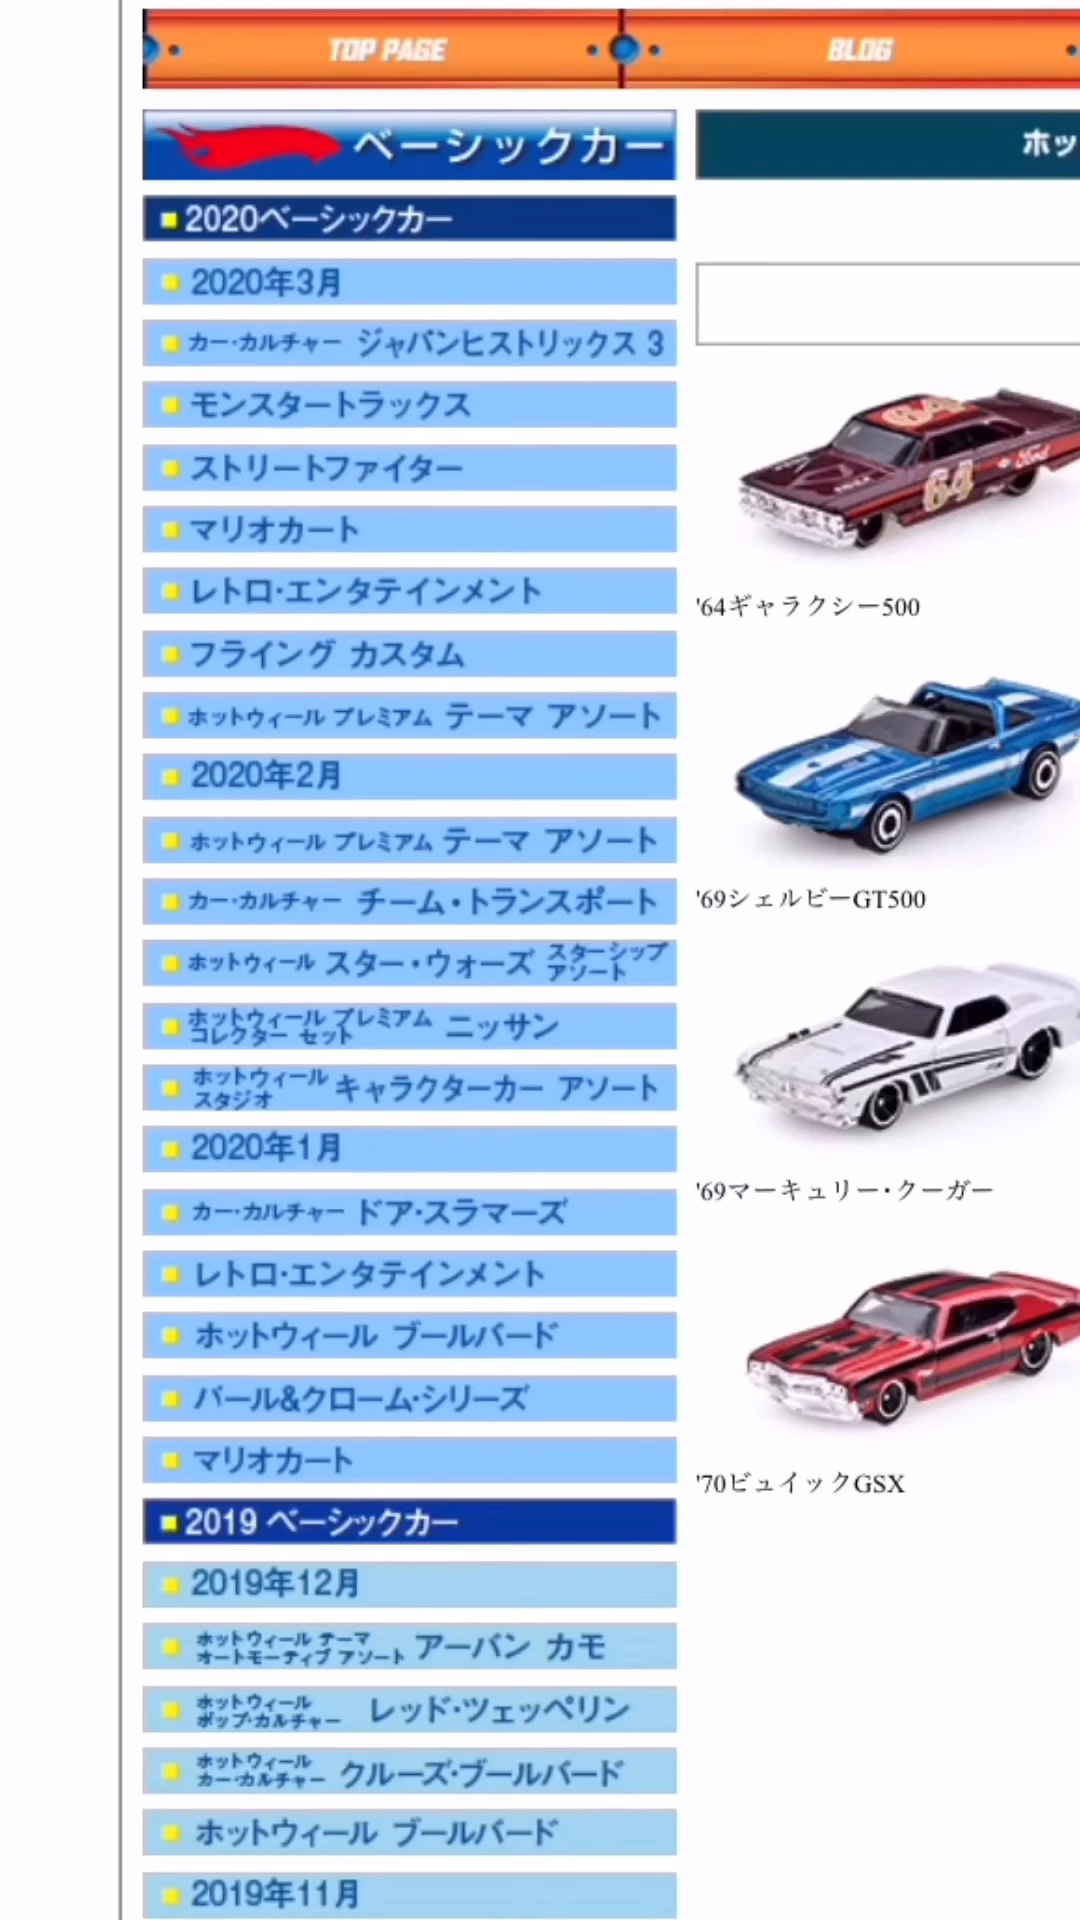 TOP PAGE
BLOG
ベーシックカー
ホッ
2020ベーシックカー
2020年3月
カー・カルチャー ジャパンヒストリックス 3
モンスタートラックス
ストリートファイター
マリオカート
レトロ・エンタテインメント
フライング カスタム
ホットウィール プレミアム テーマ アソート
2020年2月
ホットウィール プレミアム テーマ アソート
カー・カルチャー チーム・トランスポート
ホットウィール スター・ウォーズ スターシップ
アソート
ホットウィール プレミアム
コレクター セット ニッサン
ホットウィール
スタジオ キャラクターカー アソート
2020年1月
カー・カルチャー ドア・スラマーズ
レトロ・エンタテインメント
ホットウィール ブールバード
パール&クローム・シリーズ
マリオカート
2019 ベーシックカー
2019年12月
ホットウィール テーマ
オートモーティブ アソート アーバン カモ
ホットウィール
ポップ・カルチャー レッド・ツェッペリン
ホットウィール
カー・カルチャー クルーズ・ブールバード
ホットウィール ブールバード
2019年11月
64
64
Ford
'64ギャラクシー500
'69シェルビーGT500
'69マーキュリー・クーガー
'70ビュイックGSX